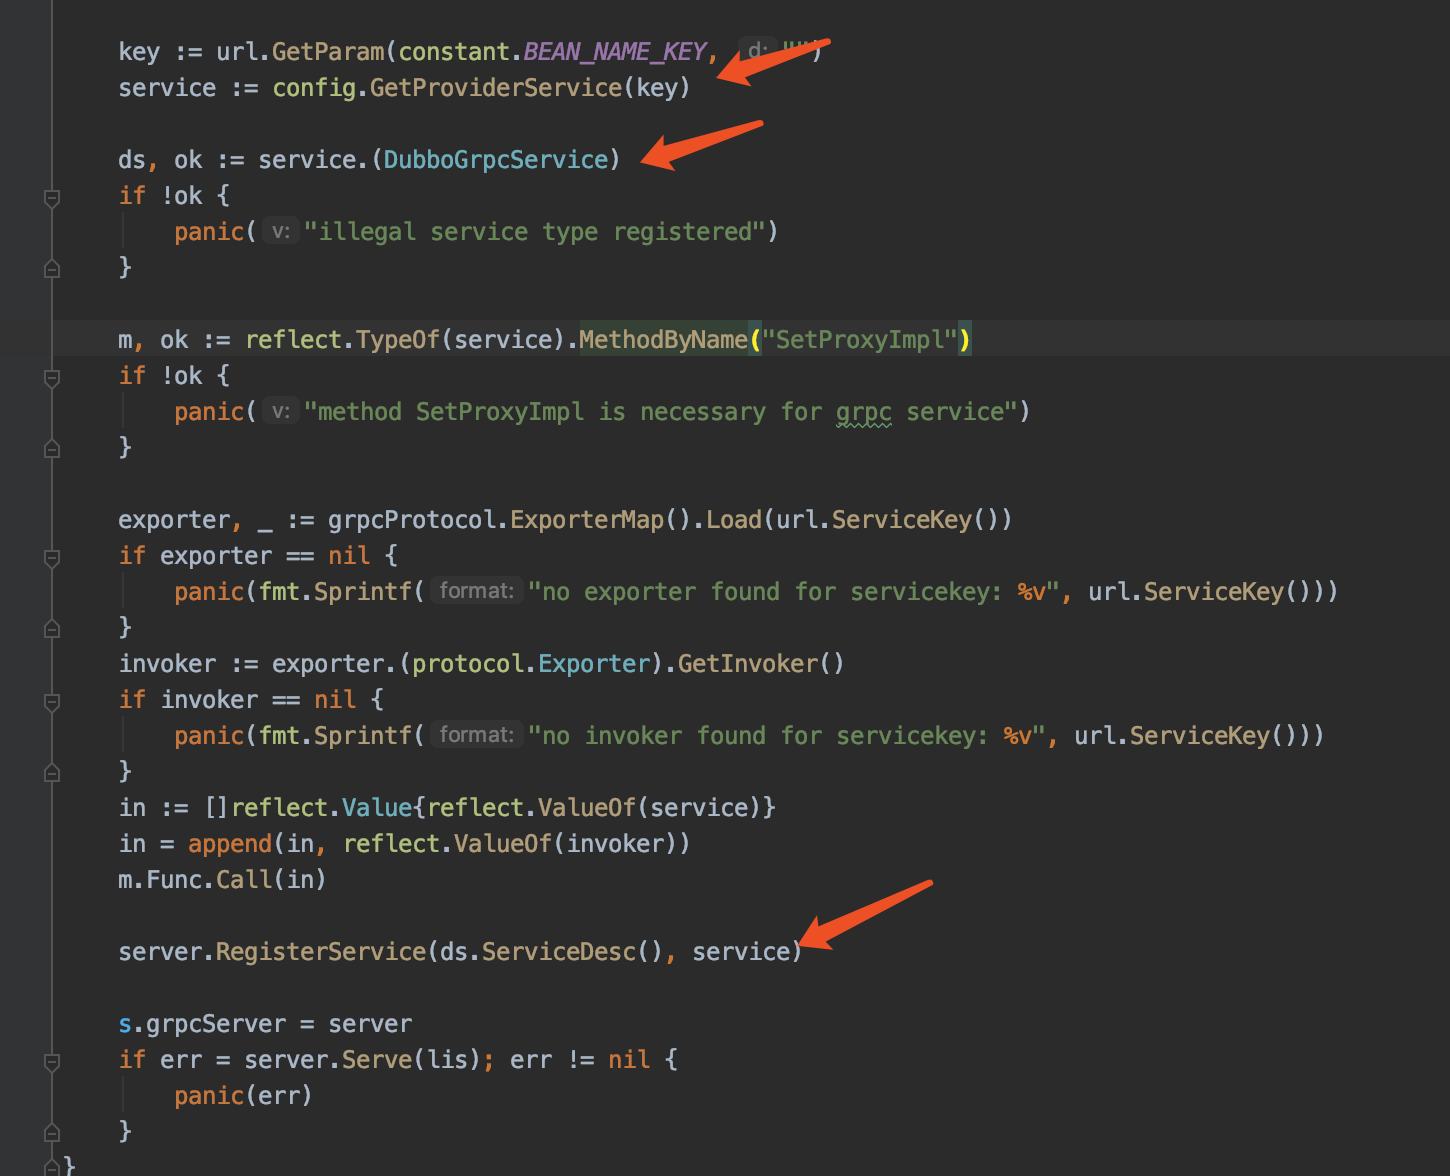 key := url.GetParam(constant.BEAN_NAME_KEY, d: "")
service := config.GetProviderService(key)
ds, ok := service.(DubboGrpcService)
if !ok {
panic( v: "illegal service type registered")
}
m, ok := reflect.TypeOf(service).MethodByName("SetProxyImpl")
if !ok {
panic( v: "method SetProxyImpl is necessary for grpc service")
}
exporter, _ := grpcProtocol.ExporterMap().Load(url.ServiceKey())
if exporter == nil {
panic(fmt.Sprintf( format: "no exporter found for servicekey: %v", url.ServiceKey()))
}
invoker := exporter.(protocol.Exporter).GetInvoker()
if invoker == nil {
panic(fmt.Sprintf( format: "no invoker found for servicekey: %v", url.ServiceKey()))
}
in := []reflect.Value{reflect.ValueOf(service)}
in = append(in, reflect.ValueOf(invoker))
m.Func.Call(in)
server.RegisterService(ds.ServiceDesc(), service)
s.grpcServer = server
if err = server.Serve(lis); err != nil {
panic(err)
}
}